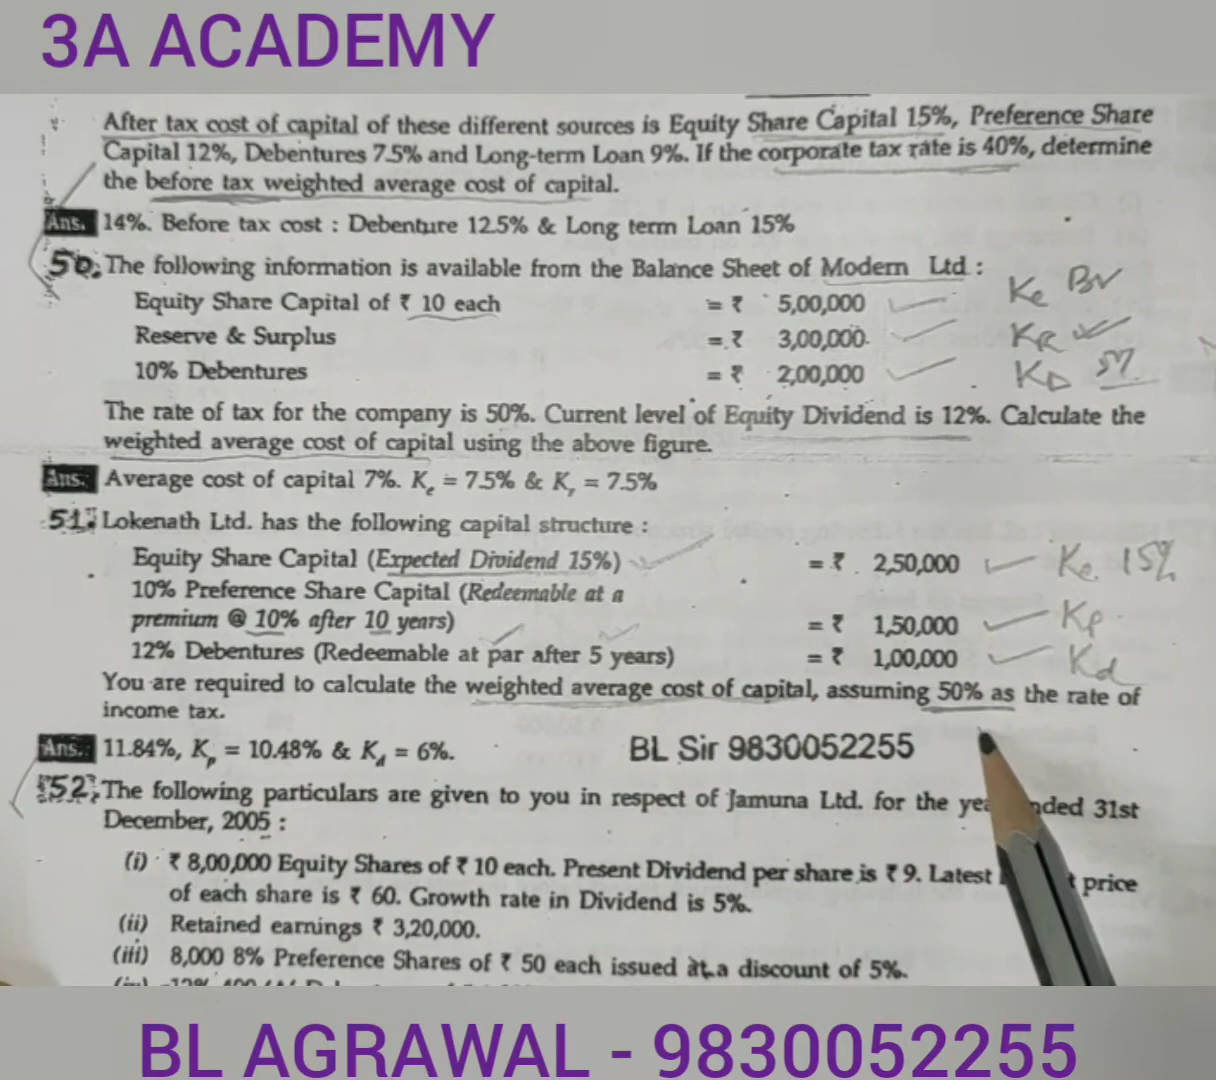 3A ACADEMY
After tax cost of capital of these different sources is Equity Share Capital 15%, Preference Share
Capital 12%, Debentures 7.5% and Long-term Loan 9%. If the corporate tax rate is 40%, determine
the before tax weighted average cost of capital.
Ans. 14%. Before tax cost : Debenture 12.5% & Long term Loan 15%
50. The following information is available from the Balance Sheet of Modern Ltd :
Equity Share Capital of ₹ 10 each = ₹ 5,00,000 Ke BV
Reserve & Surplus = ₹ 3,00,000 KR
10% Debentures = ₹ 2,00,000 KD 5%
The rate of tax for the company is 50%. Current level of Equity Dividend is 12%. Calculate the
weighted average cost of capital using the above figure.
Ans. Average cost of capital 7%. Ke = 7.5% & Kr = 7.5%
51. Lokenath Ltd. has the following capital structure :
Equity Share Capital (Expected Dividend 15%) = ₹ 2,50,000 Ke 15%
10% Preference Share Capital (Redeemable at a
premium @ 10% after 10 years) = ₹ 1,50,000 Kp
12% Debentures (Redeemable at par after 5 years) = ₹ 1,00,000 Kd
You are required to calculate the weighted average cost of capital, assuming 50% as the rate of
income tax.
Ans. 11.84%, Kp = 10.48% & Kd = 6%. BL Sir 9830052255
52. The following particulars are given to you in respect of Jamuna Ltd. for the 31st
December, 2005 :
(i) ₹ 8,00,000 Equity Shares of ₹ 10 each. Present Dividend per share is ₹ 9. Latest price
of each share is ₹ 60. Growth rate in Dividend is 5%.
(ii) Retained earnings ₹ 3,20,000.
(iii) 8,000 8% Preference Shares of ₹ 50 each issued at a discount of 5%.
BL AGRAWAL - 9830052255